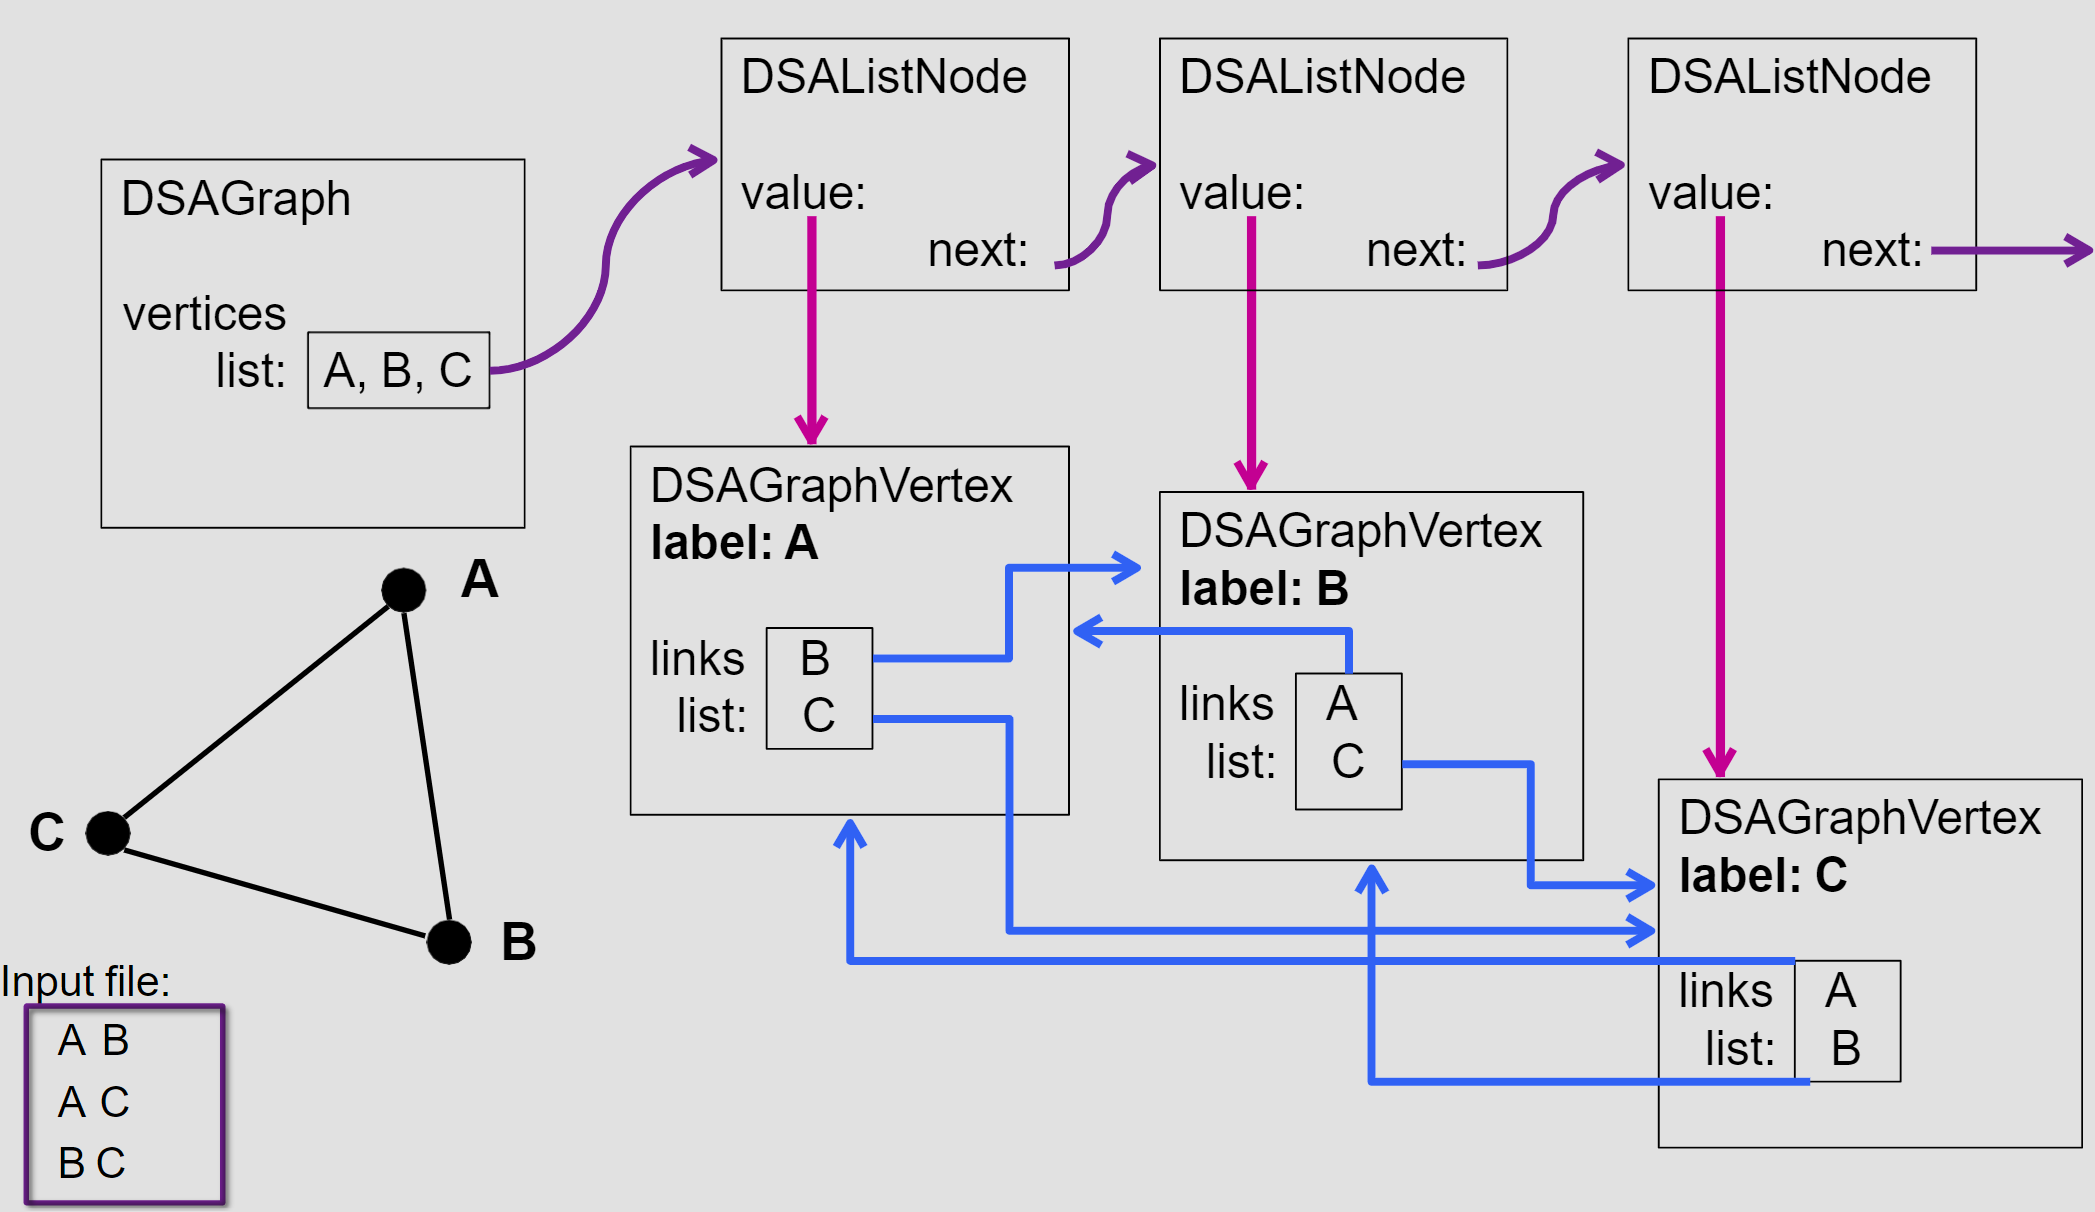 DSAGraph
vertices
list: A, B, C
DSAListNode
value:
next:
DSAListNode
value:
next:
DSAListNode
value:
next:
DSAGraphVertex
label: A
links B
list: C
DSAGraphVertex
label: B
links A
list: C
DSAGraphVertex
label: C
links A
list: B
A
C
B
Input file:
A B
A C
B C